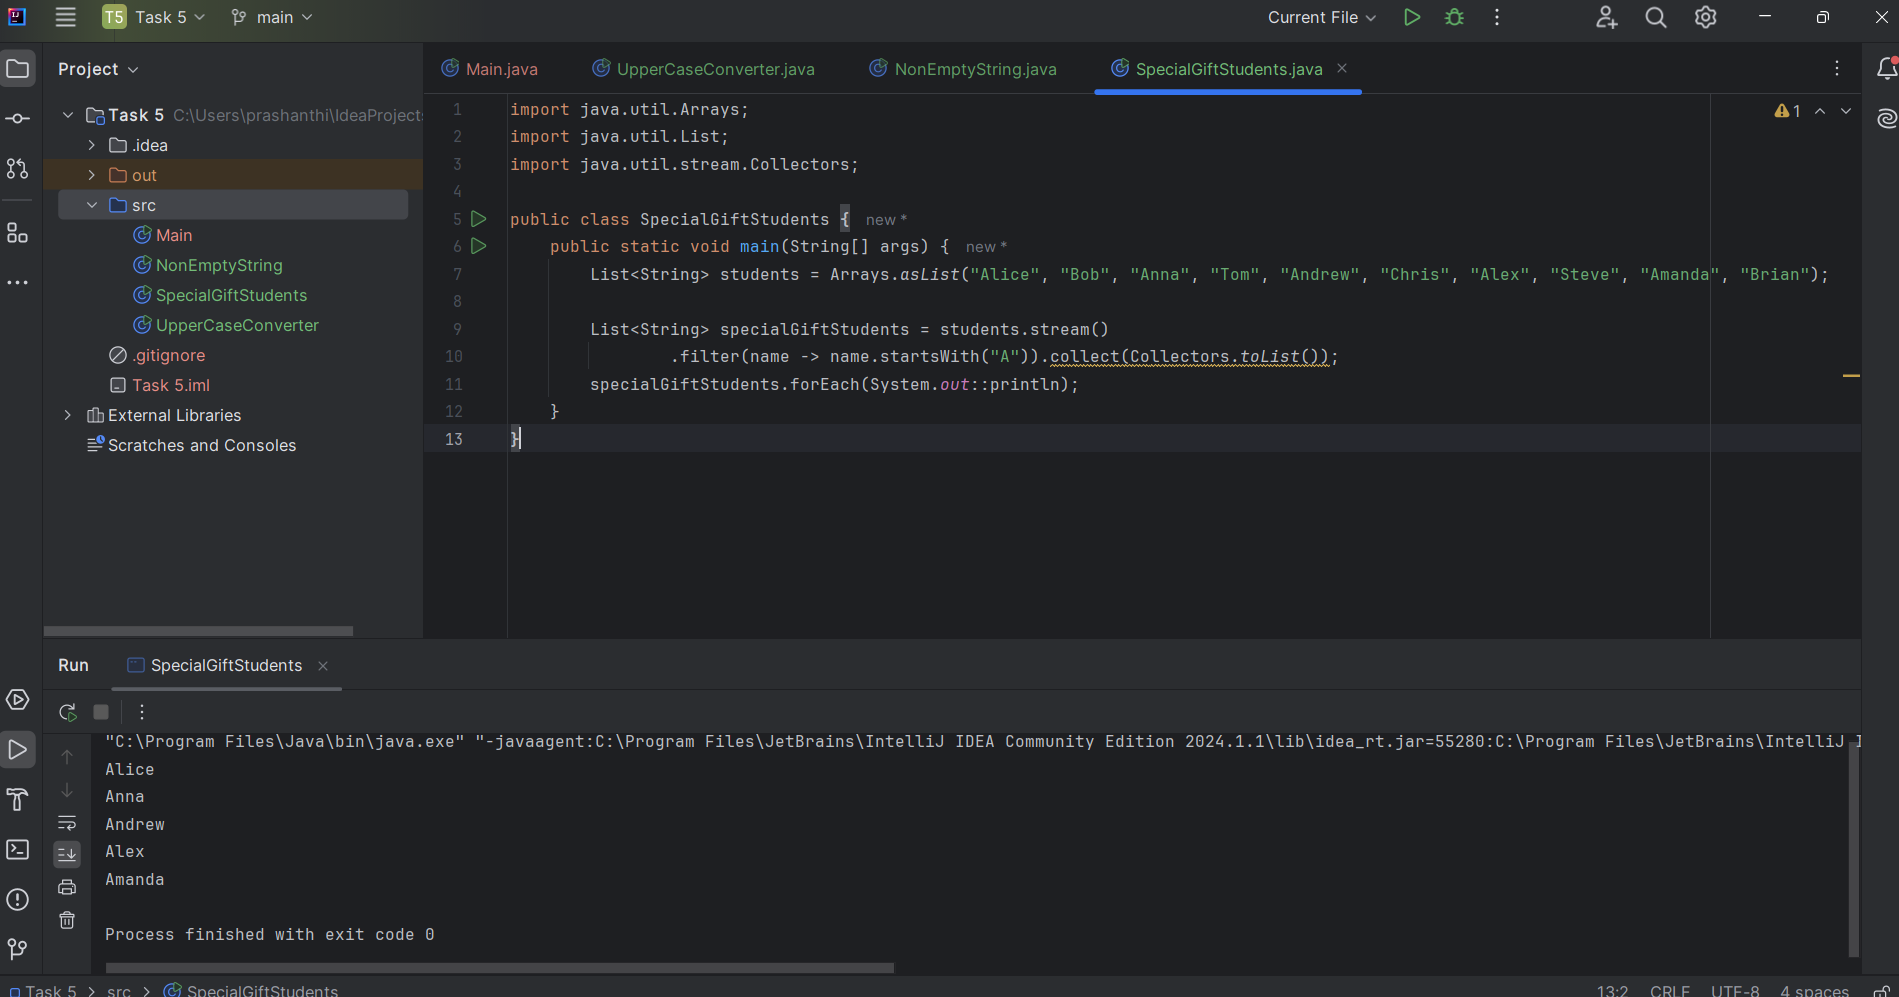 T5 Task 5 main Current File
Project
Main.java UpperCaseConverter.java NonEmptyString.java SpecialGiftStudents.java
Task 5 C:\Users\prashanthi\IdeaProject
.idea
out
src
Main
NonEmptyString
SpecialGiftStudents
UpperCaseConverter
.gitignore
Task 5.iml
External Libraries
Scratches and Consoles
1
1 import java.util.Arrays;
2 import java.util.List;
3 import java.util.stream.Collectors;
4
5 public class SpecialGiftStudents { new *
6 public static void main(String[] args) { new *
7 List<String> students = Arrays.asList("Alice", "Bob", "Anna", "Tom", "Andrew", "Chris", "Alex", "Steve", "Amanda", "Brian");
8
9 List<String> specialGiftStudents = students.stream()
10 .filter(name -> name.startsWith("A")).collect(Collectors.toList());
11 specialGiftStudents.forEach(System.out::println);
12 }
13 }
Run SpecialGiftStudents
"C:\Program Files\Java\bin\java.exe" "-javaagent:C:\Program Files\JetBrains\IntelliJ IDEA Community Edition 2024.1.1\lib\idea_rt.jar=55280:C:\Program Files\JetBrains\IntelliJ I
Alice
Anna
Andrew
Alex
Amanda
Process finished with exit code 0
Task 5 > src > SpecialGiftStudents 13:2 CRLF UTF-8 4 spaces